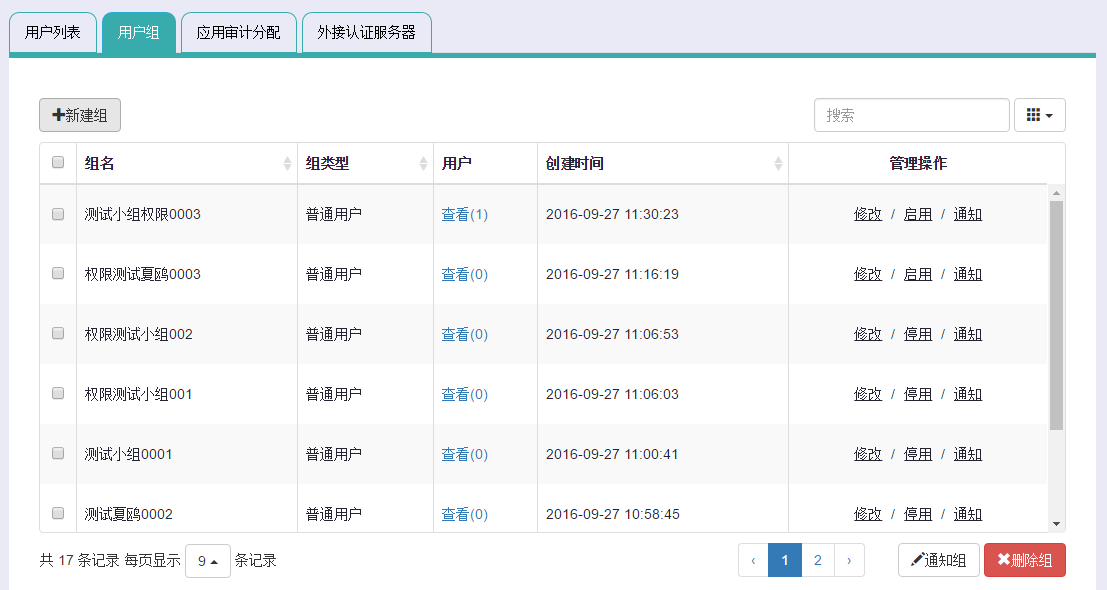 用户列表 用户组 应用审计分配 外接认证服务器
新建组 搜索
组名 组类型 用户 创建时间 管理操作
测试小组权限0003 普通用户 查看(1) 2016-09-27 11:30:23 修改 / 启用 / 通知
权限测试夏鸥0003 普通用户 查看(0) 2016-09-27 11:16:19 修改 / 启用 / 通知
权限测试小组002 普通用户 查看(0) 2016-09-27 11:06:53 修改 / 停用 / 通知
权限测试小组001 普通用户 查看(0) 2016-09-27 11:06:03 修改 / 停用 / 通知
测试小组0001 普通用户 查看(0) 2016-09-27 11:00:41 修改 / 停用 / 通知
测试夏鸥0002 普通用户 查看(0) 2016-09-27 10:58:45 修改 / 停用 / 通知
共 17 条记录 每页显示 9 条记录 ‹ 1 2 › 通知组 删除组